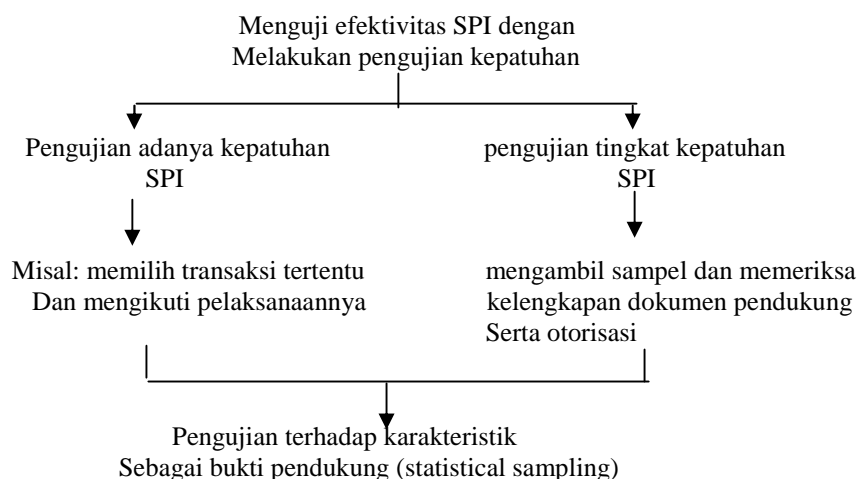 Menguji efektivitas SPI dengan
Melakukan pengujian kepatuhan
Pengujian adanya kepatuhan
SPI
pengujian tingkat kepatuhan
SPI
Misal: memilih transaksi tertentu
Dan mengikuti pelaksanaannya
mengambil sampel dan memeriksa
kelengkapan dokumen pendukung
Serta otorisasi
Pengujian terhadap karakteristik
Sebagai bukti pendukung (statistical sampling)